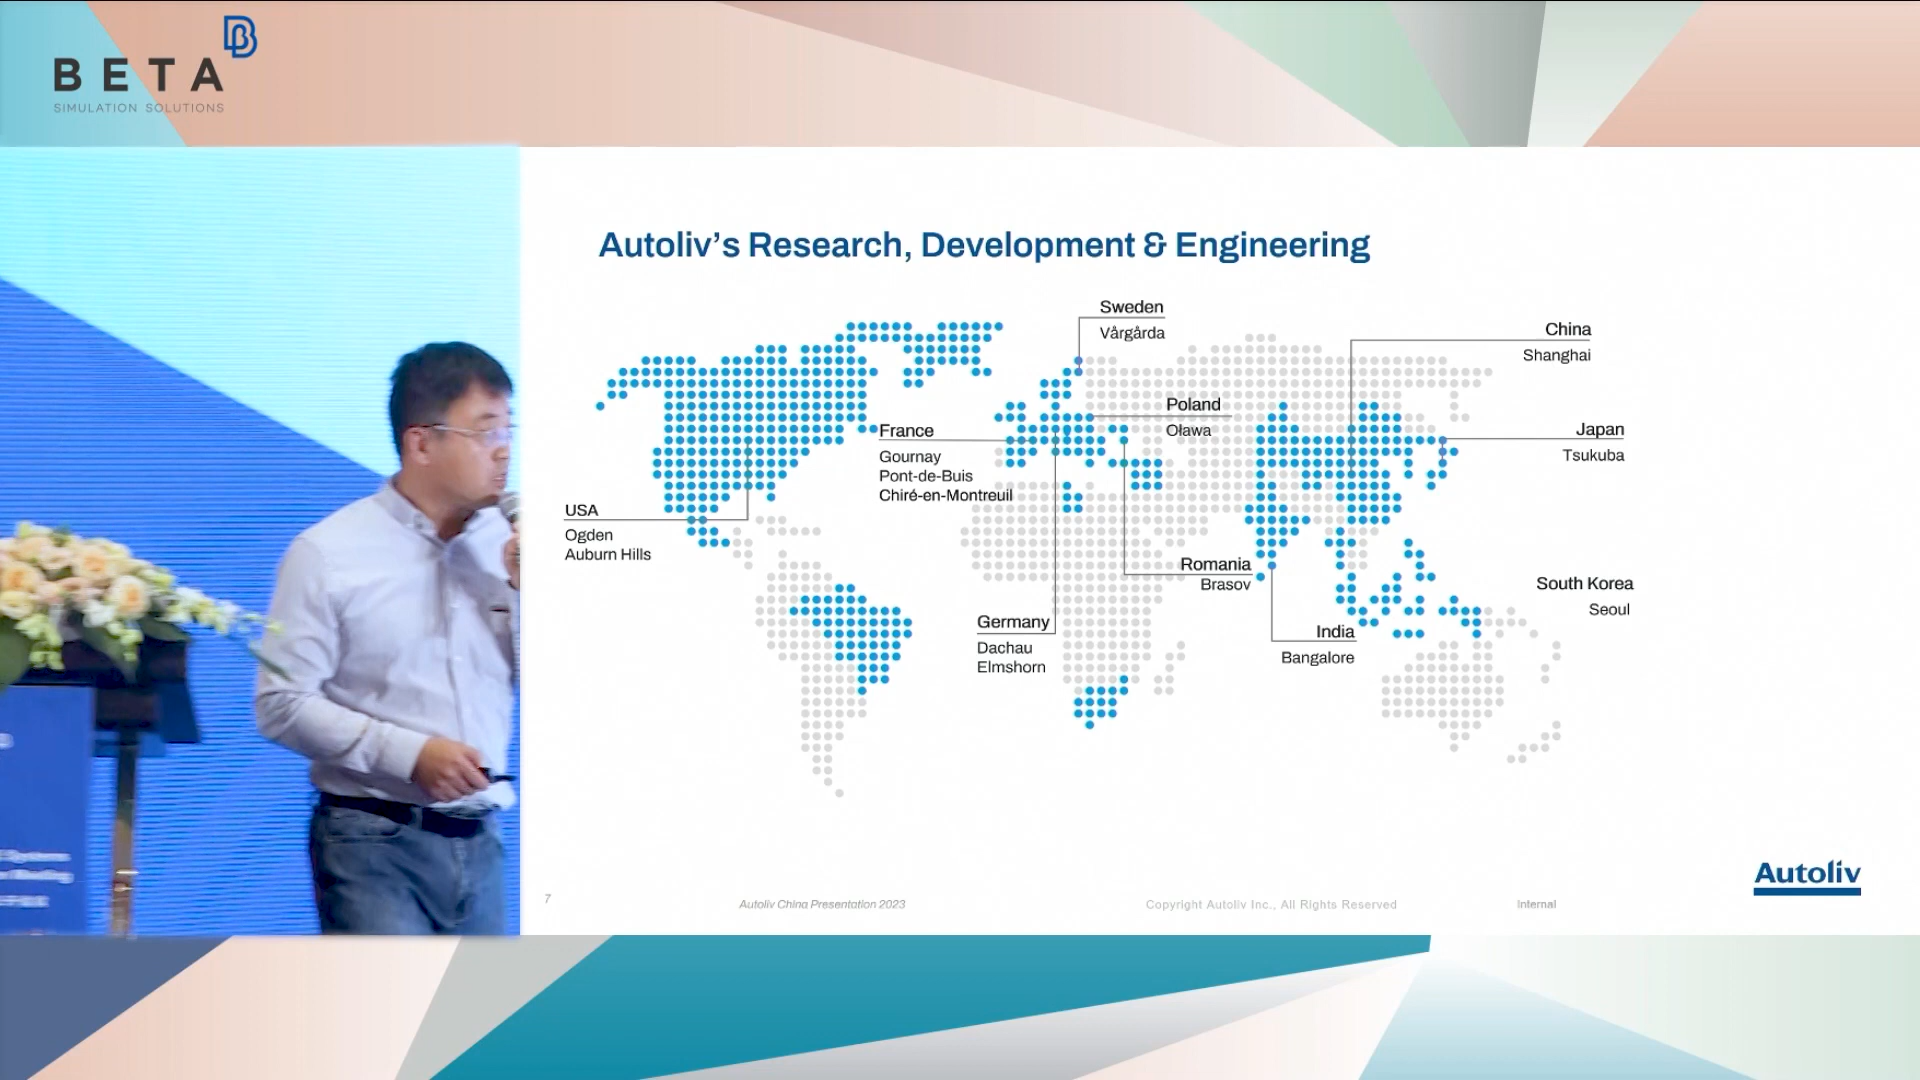 BETA
SIMULATION SOLUTIONS
Autoliv's Research, Development & Engineering
Sweden
Vårgårda
China
Shanghai
Poland
Oława
France
Gournay
Pont-de-Buis
Chiré-en-Montreuil
Japan
Tsukuba
USA
Ogden
Auburn Hills
Romania
Brasov
South Korea
Seoul
Germany
Dachau
Elmshorn
India
Bangalore
Autoliv
7
Autoliv China Presentation 2023
Copyright Autoliv Inc., All Rights Reserved
Internal